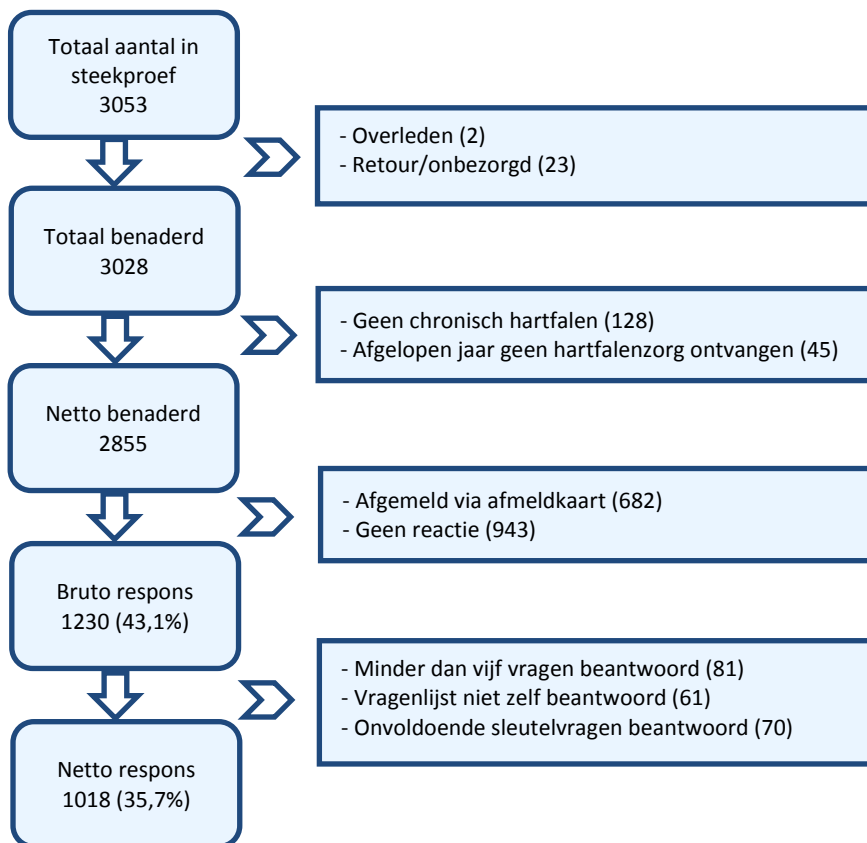 Totaal aantal in
steekproef
3053
- Overleden (2)
- Retour/onbezorgd (23)
Totaal benaderd
3028
- Geen chronisch hartfalen (128)
- Afgelopen jaar geen hartfalenzorg ontvangen (45)
Netto benaderd
2855
- Afgemeld via afmeldkaart (682)
- Geen reactie (943)
Bruto respons
1230 (43,1%)
- Minder dan vijf vragen beantwoord (81)
- Vragenlijst niet zelf beantwoord (61)
- Onvoldoende sleutelvragen beantwoord (70)
Netto respons
1018 (35,7%)